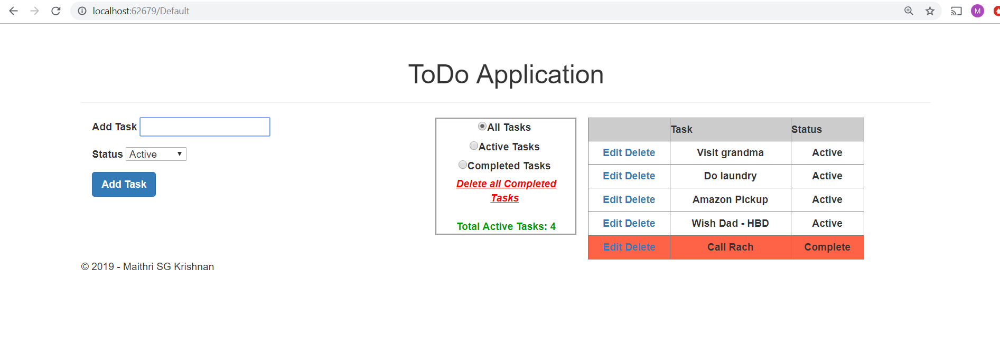 localhost:62679/Default
M
ToDo Application
Add Task
Status Active
Add Task
All Tasks
Active Tasks
Completed Tasks
Delete all Completed
Tasks
Total Active Tasks: 4
Task Status
Edit Delete Visit grandma Active
Edit Delete Do laundry Active
Edit Delete Amazon Pickup Active
Edit Delete Wish Dad - HBD Active
Edit Delete Call Rach Complete
© 2019 - Maithri SG Krishnan